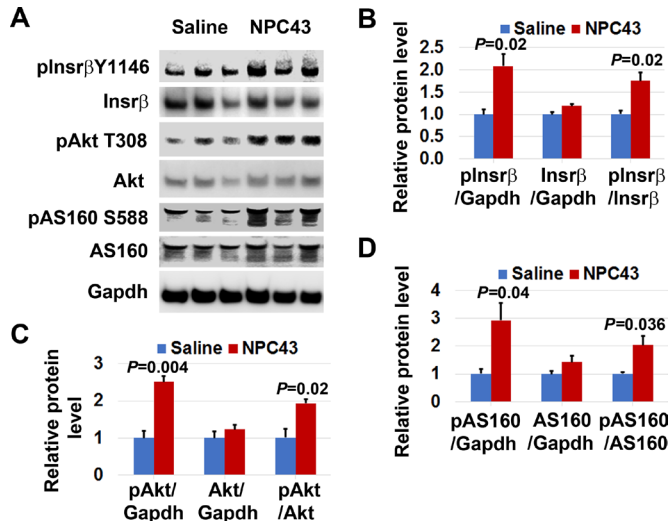 A
Saline NPC43
pInsrβY1146
Insrβ
pAkt T308
Akt
pAS160 S588
AS160
Gapdh
B
Saline NPC43
Relative protein level
2.5
2.0
1.5
1.0
0.5
0.0
P=0.02
P=0.02
pInsrβ Insrβ pInsrβ
/Gapdh /Gapdh /Insrβ
C
Saline NPC43
Relative protein
level
3
2
1
0
P=0.004
P=0.02
pAkt/ Akt/ pAkt
Gapdh Gapdh /Akt
D
Saline NPC43
Relative protein level
4
3
2
1
0
P=0.04
P=0.036
pAS160 AS160 pAS160
/Gapdh /Gapdh /AS160